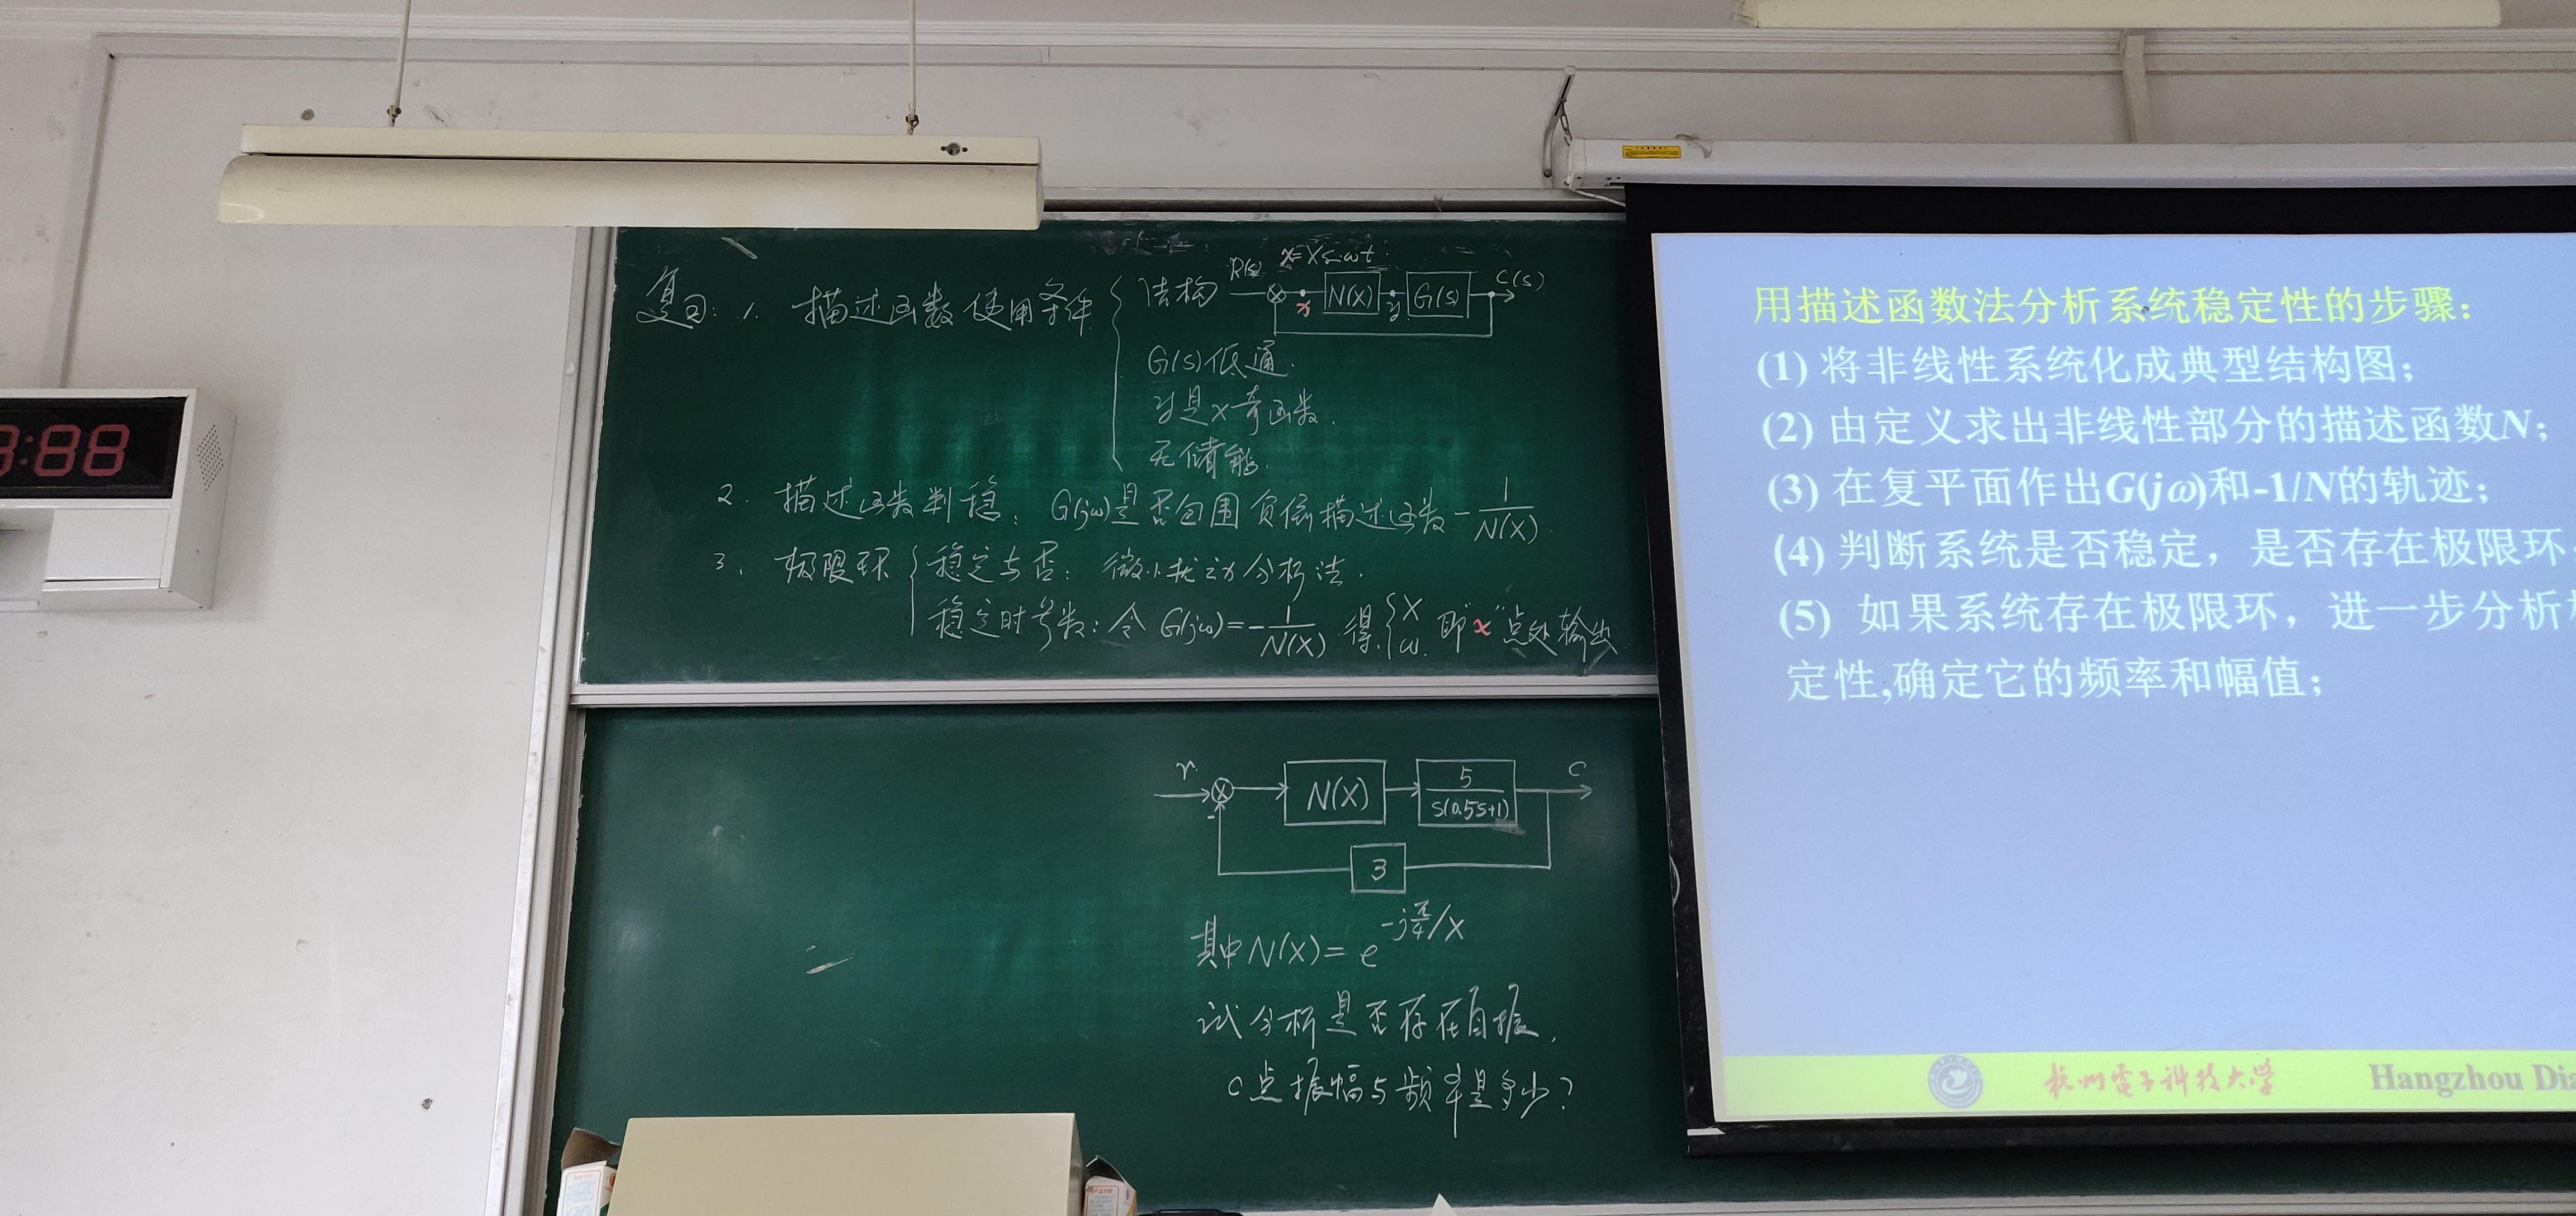 复习: 1. 描述函数使用条件
结构 R(s) x=Xsinωt x N(X) y G(s) C(s)
G(s)低通.
y是x奇函数.
无储能.
2. 描述函数判稳: G(jω)是否包围负倒描述函数 -1/N(X).
3. 极限环
稳定与否: 微小扰动分析法.
稳定时参数: 令 G(jω)=-1/N(X) 得 X ω. 即"x"点处输出.
r. N(X) 5/s(0.5s+1) C
- 3
其中N(X)=e^{-jπ/4}/X
试分析是否存在自振,
C点振幅与频率是多少?
:88
用描述函数法分析系统稳定性的步骤:
(1) 将非线性系统化成典型结构图;
(2) 由定义求出非线性部分的描述函数N;
(3) 在复平面作出G(jω)和-1/N的轨迹;
(4) 判断系统是否稳定, 是否存在极限环
(5) 如果系统存在极限环, 进一步分析
定性,确定它的频率和幅值;
杭州电子科技大学 Hangzhou Dia